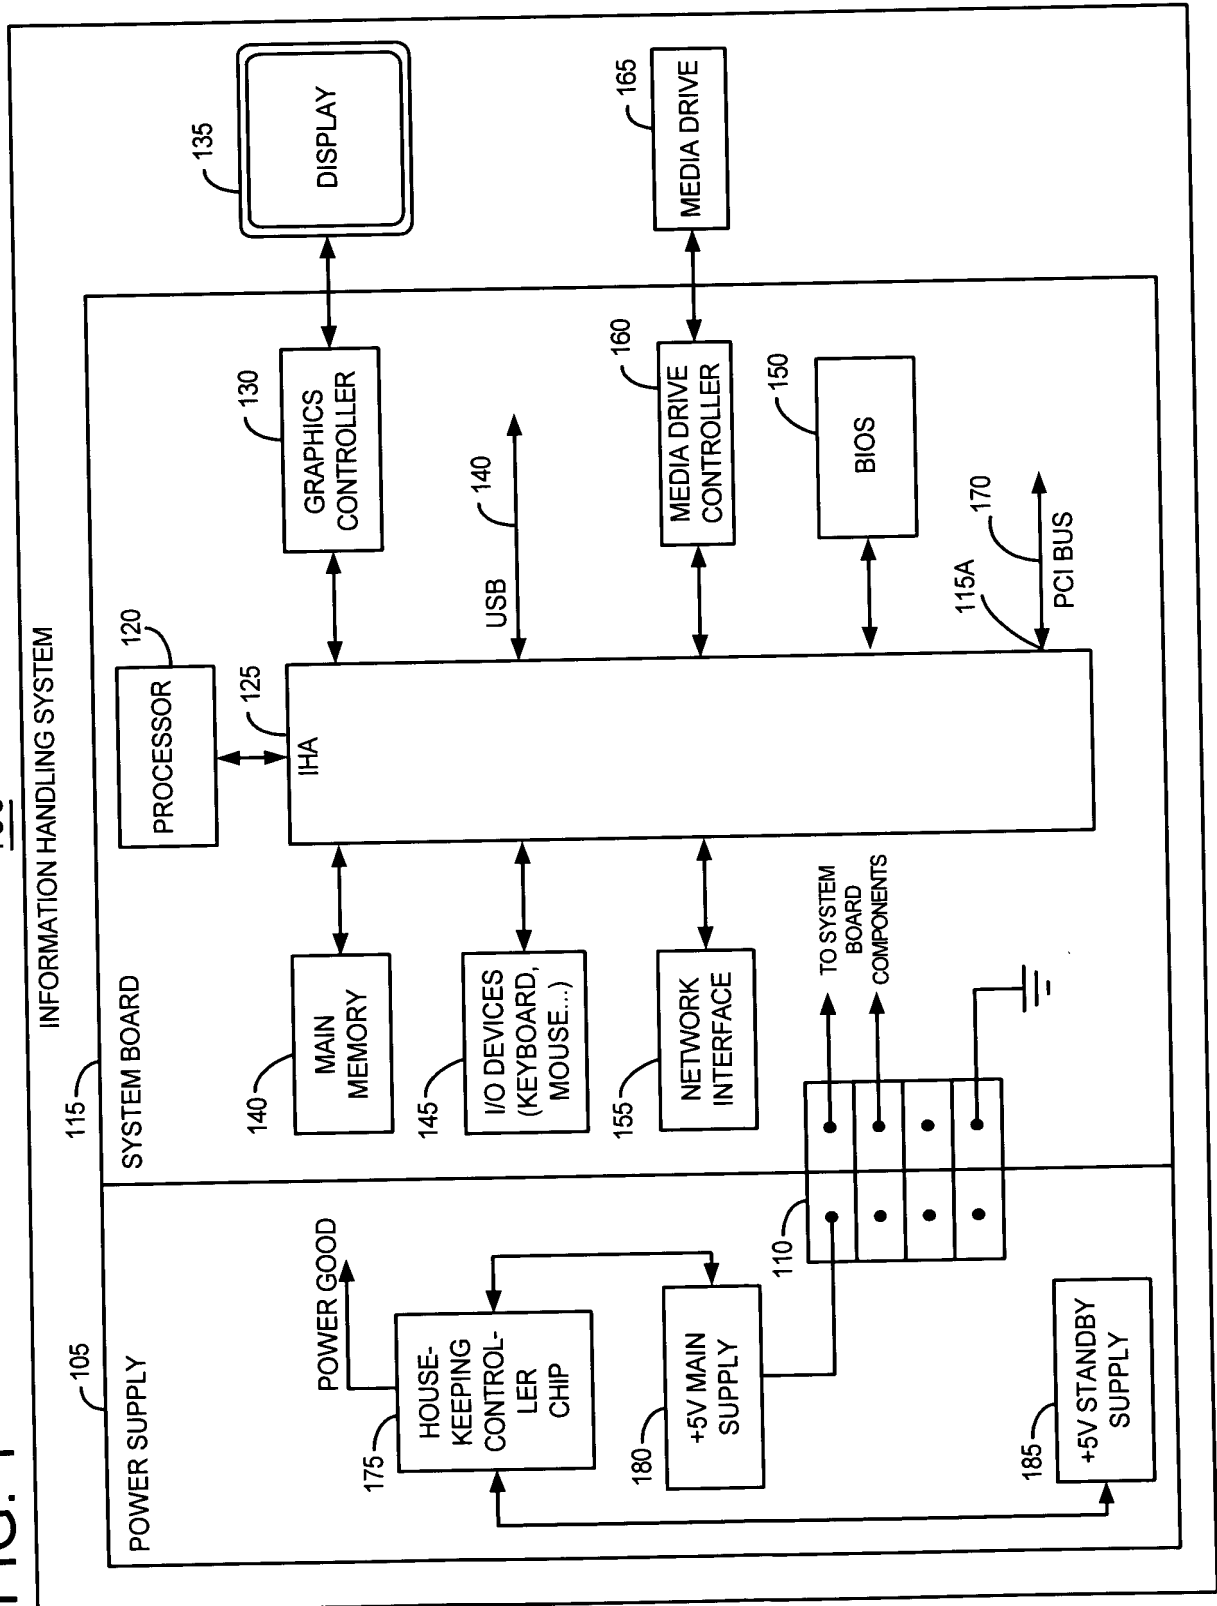 FIG. 1
INFORMATION HANDLING SYSTEM
105
POWER SUPPLY
115
SYSTEM BOARD
120
PROCESSOR
125
IHA
130
GRAPHICS
CONTROLLER
135
DISPLAY
140
MAIN
MEMORY
145
I/O DEVICES
(KEYBOARD,
MOUSE...)
155
NETWORK
INTERFACE
USB
140
160
MEDIA DRIVE
CONTROLLER
165
MEDIA DRIVE
150
BIOS
115A
170
PCI BUS
POWER GOOD
175
HOUSE-
KEEPING
CONTROL-
LER
CHIP
180
+5V MAIN
SUPPLY
185
+5V STANDBY
SUPPLY
110
TO SYSTEM
BOARD
COMPONENTS